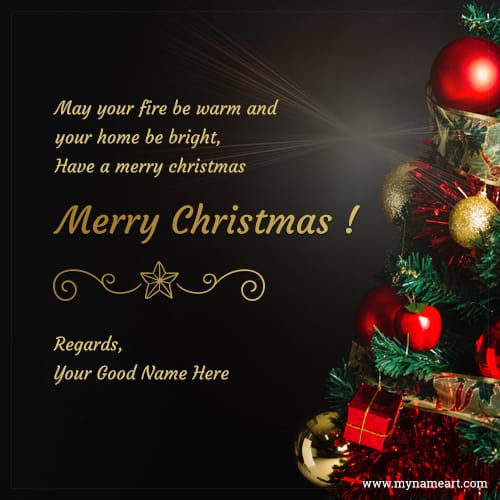 May your fire be warm and
your home be bright,
Have a merry christmas
Merry Christmas !
Regards,
Your Good Name Here
www.mynameart.com